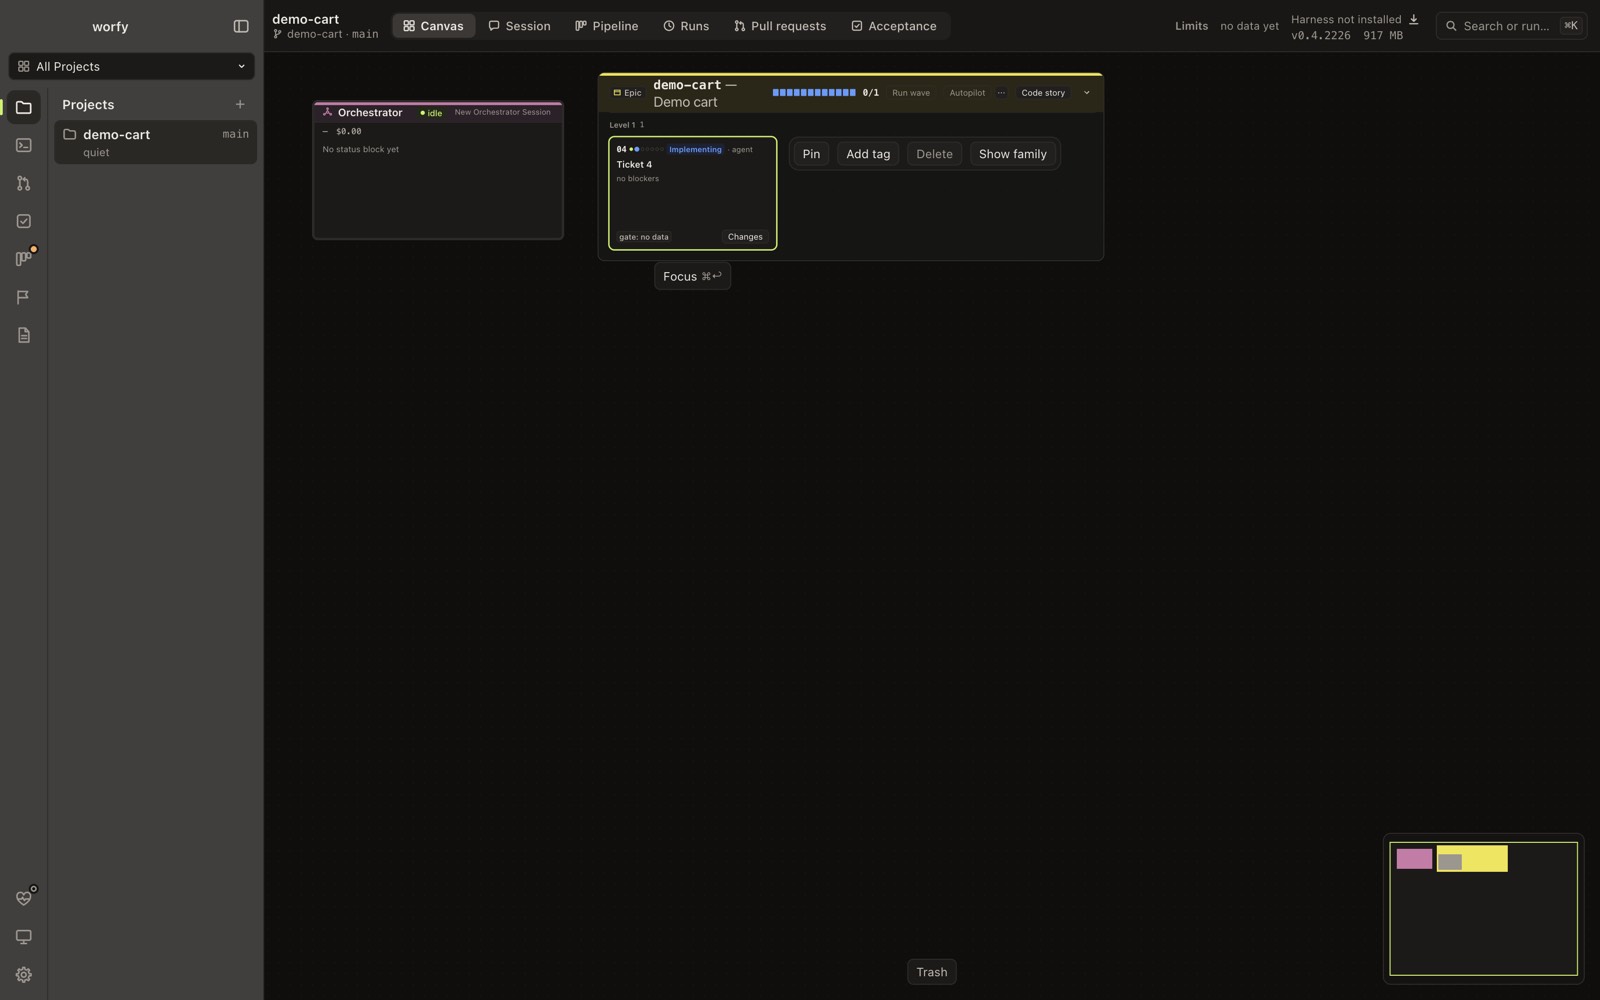 worfy
All Projects
Projects
demo-cart main
quiet
demo-cart
demo-cart · main
Canvas Session Pipeline Runs Pull requests Acceptance
Limits no data yet
Harness not installed
v0.4.2226 917 MB
Search or run... ⌘K
Orchestrator idle New Orchestrator Session
— $0.00
No status block yet
Epic demo-cart —
Demo cart
0/1 Run wave Autopilot ... Code story
Level 1 1
04 Implementing · agent
Ticket 4
no blockers
gate: no data Changes
Pin Add tag Delete Show family
Focus ⌘↩
Trash